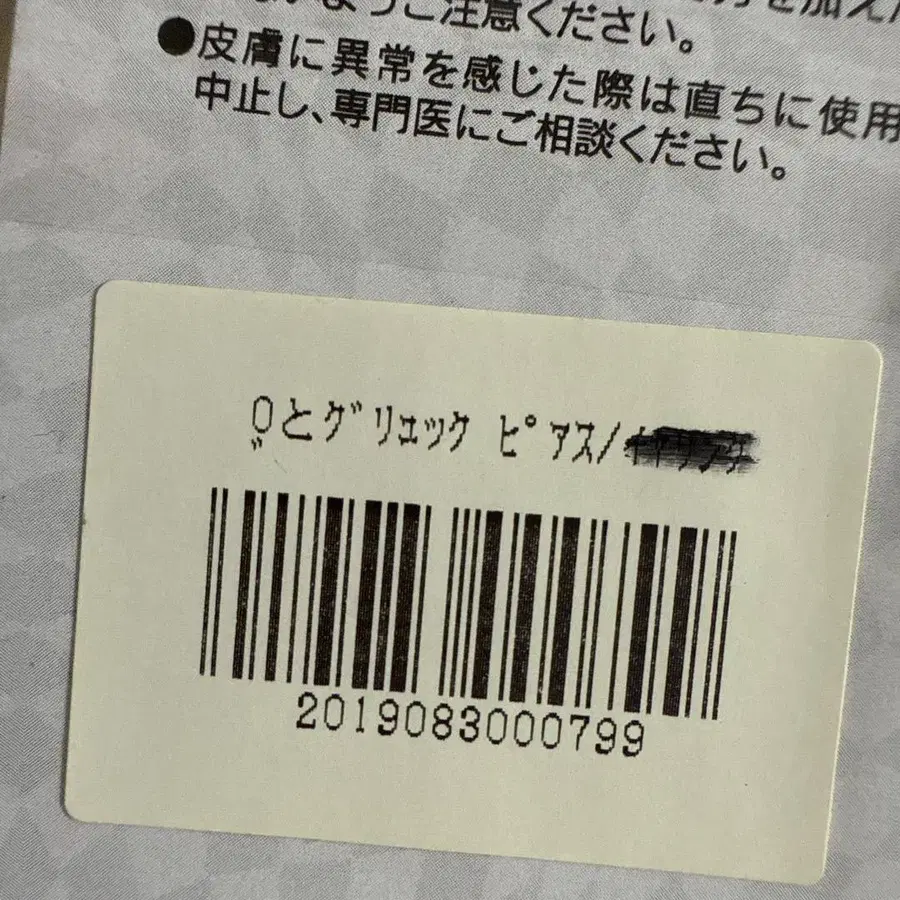 ようご注意ください。
●皮膚に異常を感じた際は直ちに使用
中止し、専門医にご相談ください。
0とグリュック ピアス/
2019083000799